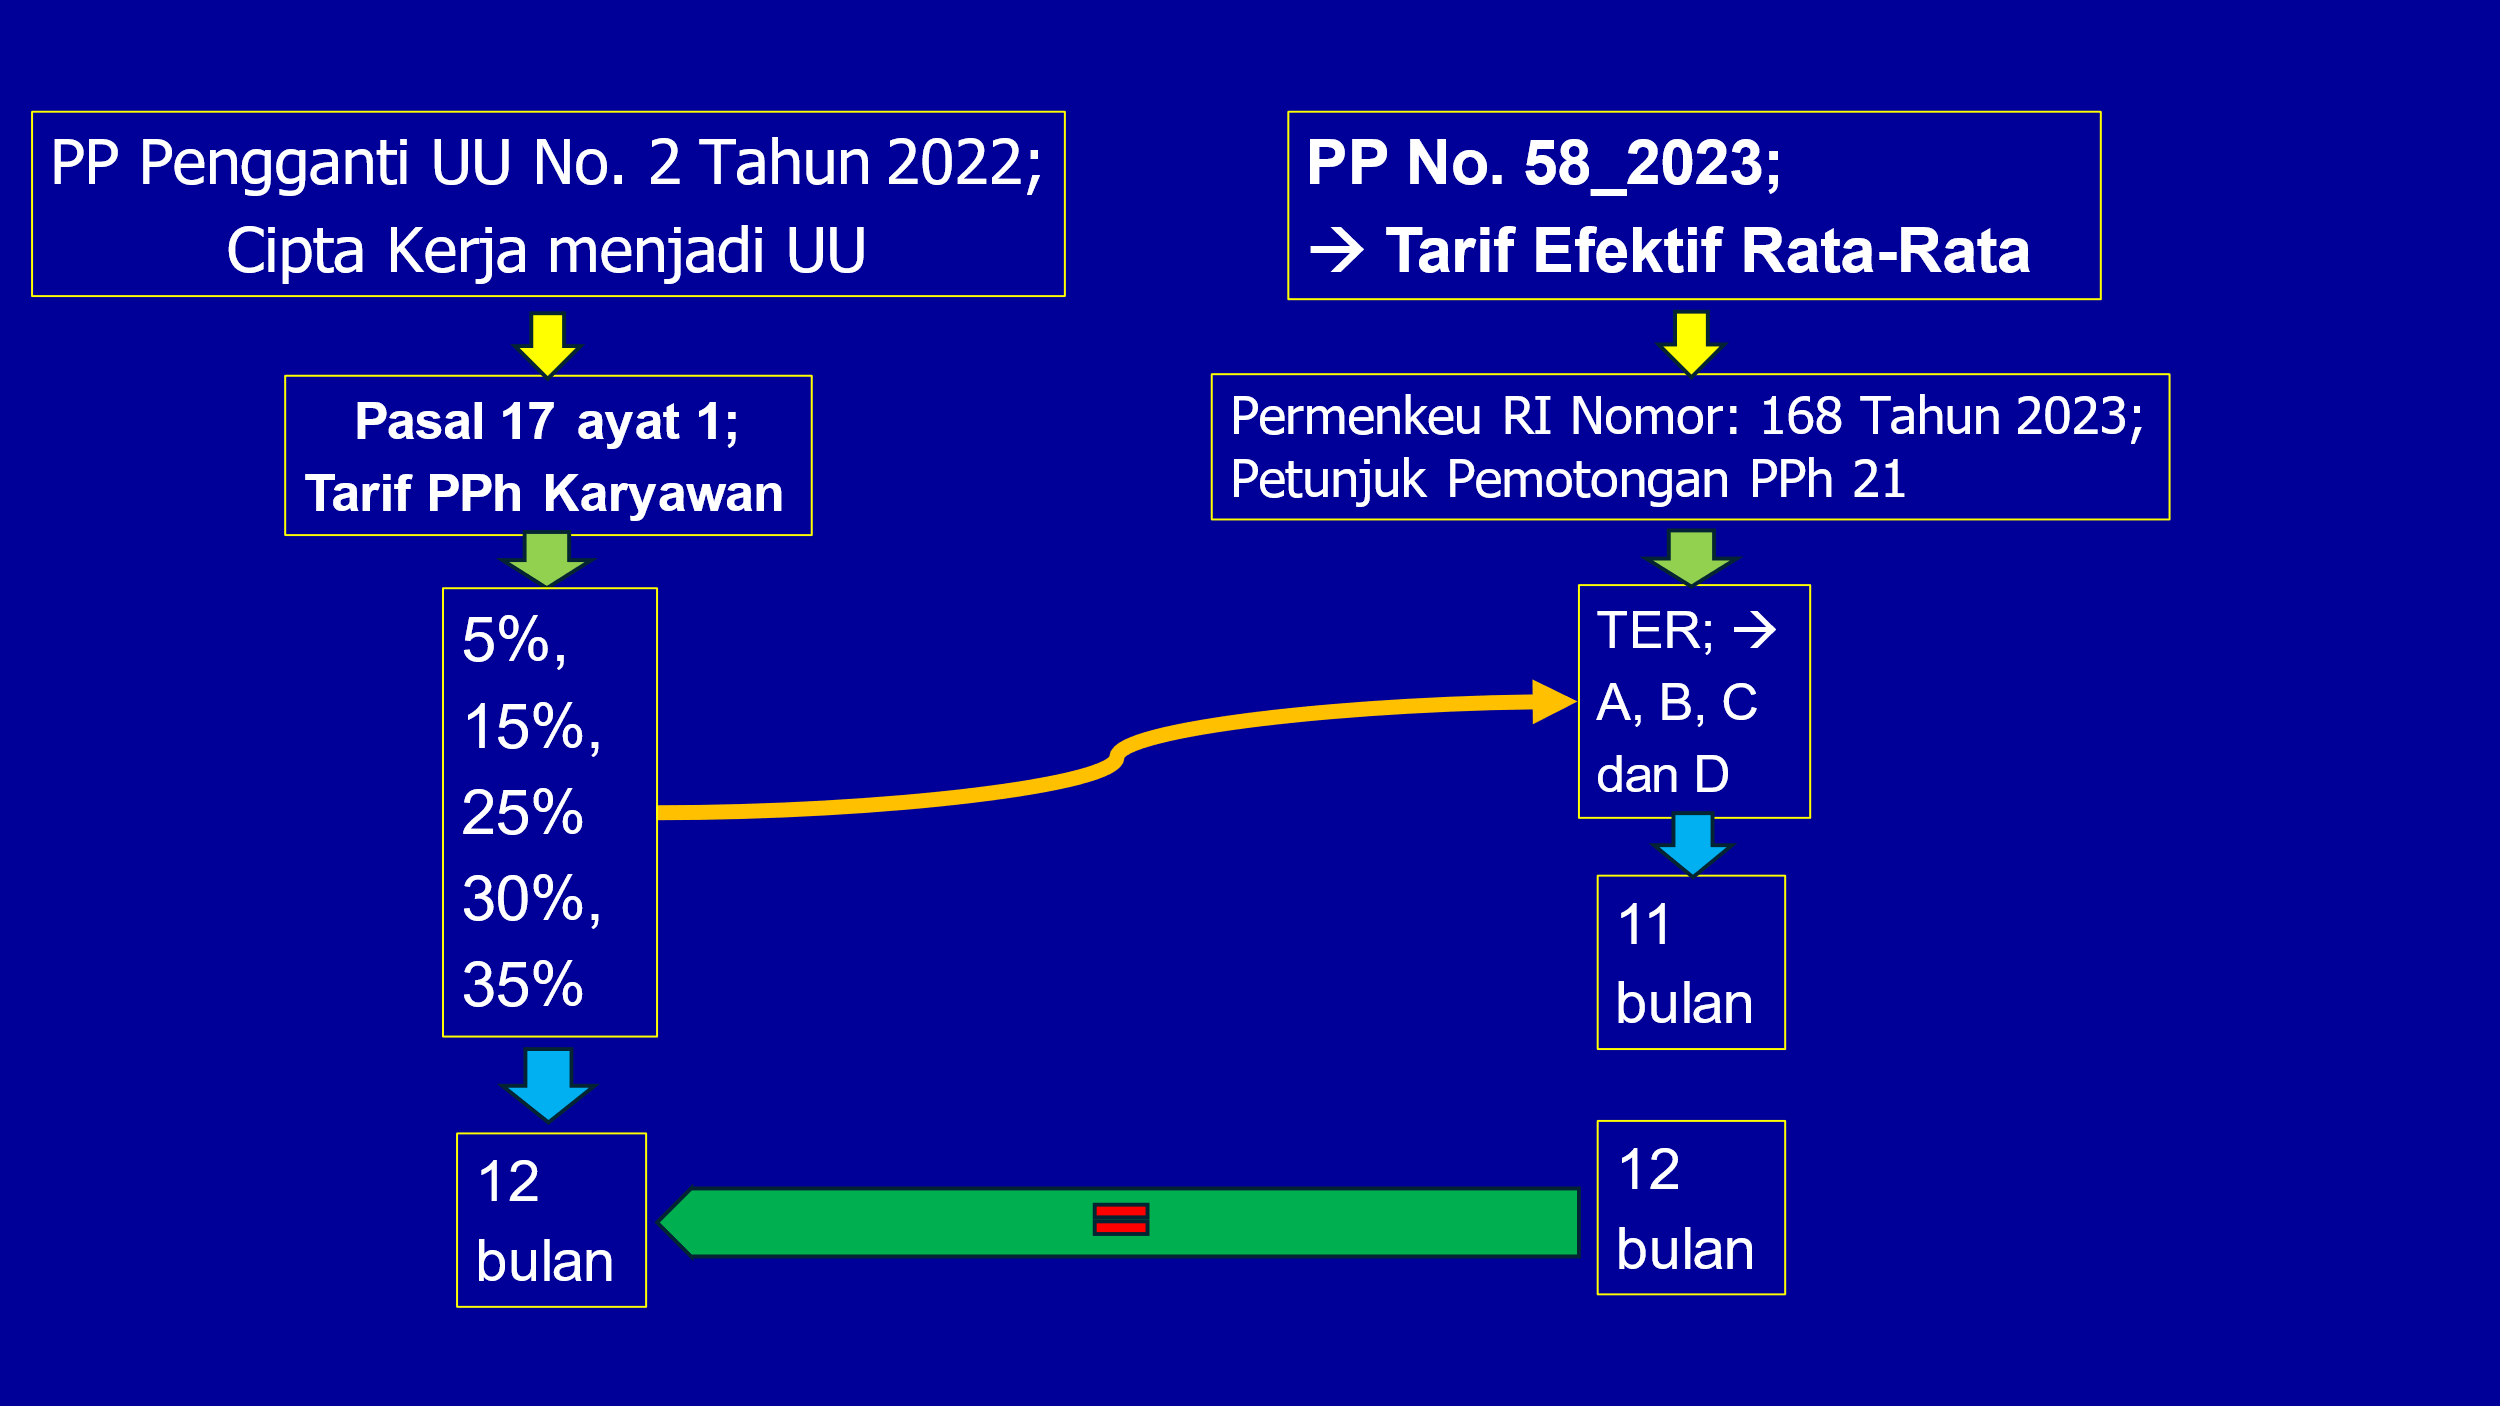 PP Pengganti UU No. 2 Tahun 2022;
Cipta Kerja menjadi UU
Pasal 17 ayat 1;
Tarif PPh Karyawan
5%,
15%,
25%
30%,
35%
12
bulan
PP No. 58_2023;
→ Tarif Efektif Rata-Rata
Permenkeu RI Nomor: 168 Tahun 2023;
Petunjuk Pemotongan PPh 21
TER; →
A, B, C
dan D
11
bulan
12
bulan
=